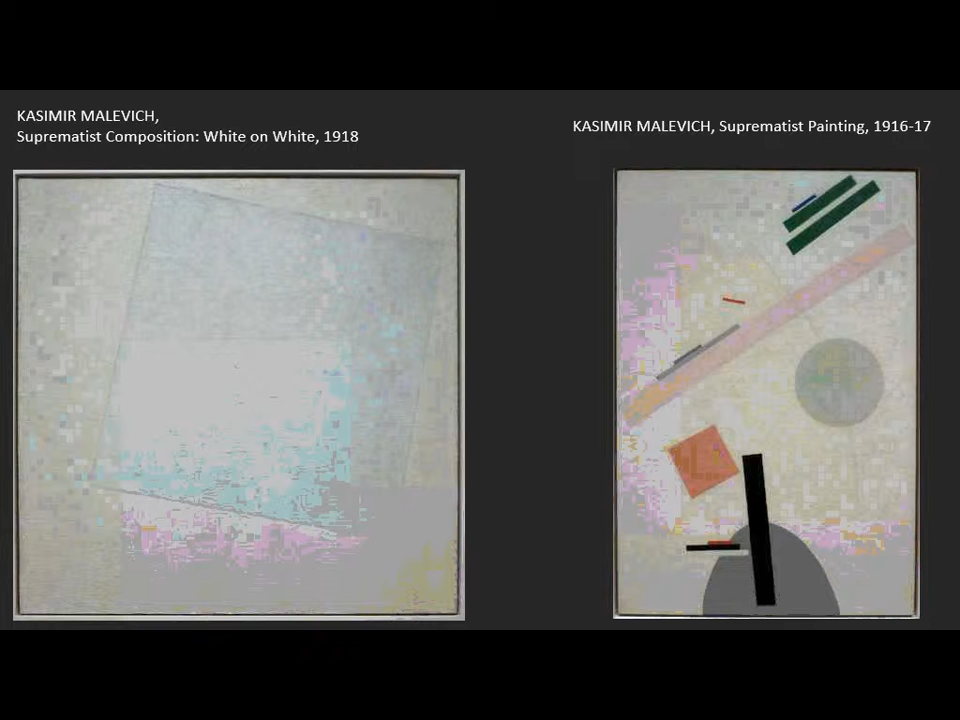 KASIMIR MALEVICH,
Suprematist Composition: White on White, 1918
KASIMIR MALEVICH, Suprematist Painting, 1916-17